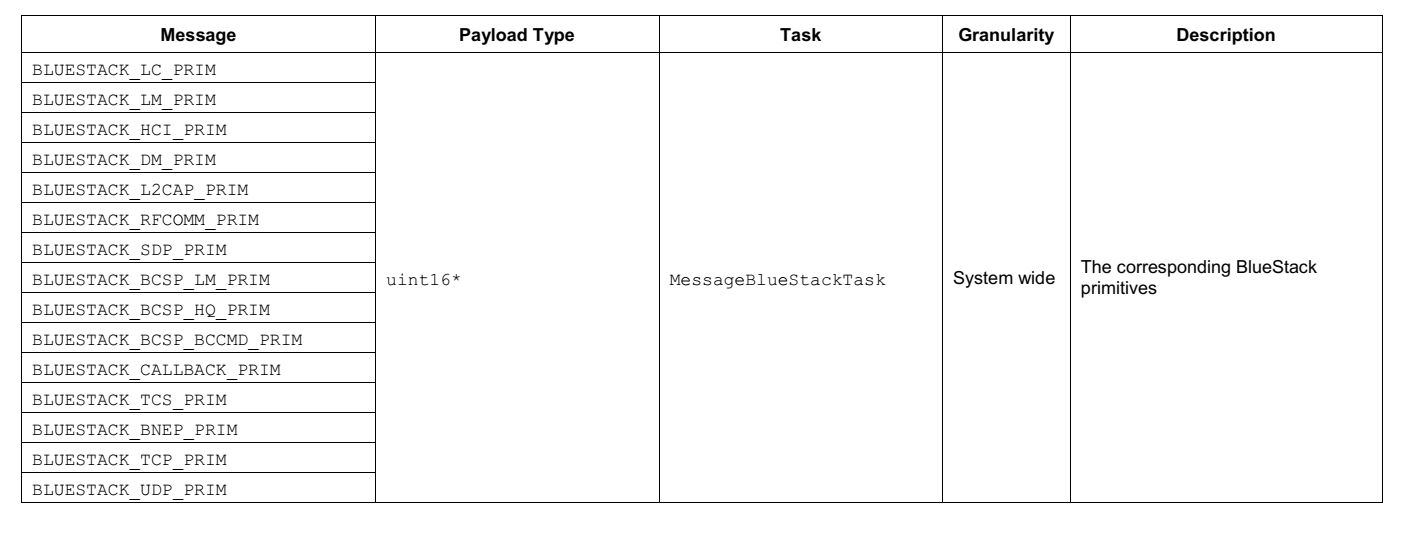 Message Payload Type Task Granularity Description
BLUESTACK_LC_PRIM
BLUESTACK_LM_PRIM
BLUESTACK_HCI_PRIM
BLUESTACK_DM_PRIM
BLUESTACK_L2CAP_PRIM
BLUESTACK_RFCOMM_PRIM
BLUESTACK_SDP_PRIM
BLUESTACK_BCSP_LM_PRIM
BLUESTACK_BCSP_HQ_PRIM
BLUESTACK_BCSP_BCCMD_PRIM
BLUESTACK_CALLBACK_PRIM
BLUESTACK_TCS_PRIM
BLUESTACK_BNEP_PRIM
BLUESTACK_TCP_PRIM
BLUESTACK_UDP_PRIM
uint16*
MessageBlueStackTask
System wide
The corresponding BlueStack
primitives